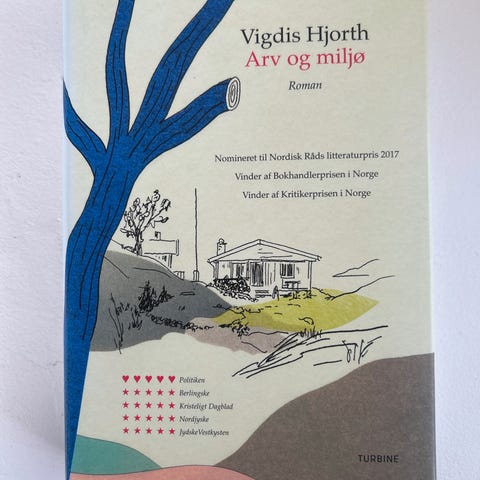 Vigdis Hjorth
Arv og miljø
Roman
Nomineret til Nordisk Råds litteraturpris 2017
Vinder af Bokhandlerprisen i Norge
Vinder af Kritikerprisen i Norge
♥ ♥ ♥ ♥ ♥ Politiken
★ ★ ★ ★ ★ Berlingske
★ ★ ★ ★ ★ Kristeligt Dagblad
★ ★ ★ ★ ★ Nordjyske
★ ★ ★ ★ ★ JydskeVestkysten
TURBINE